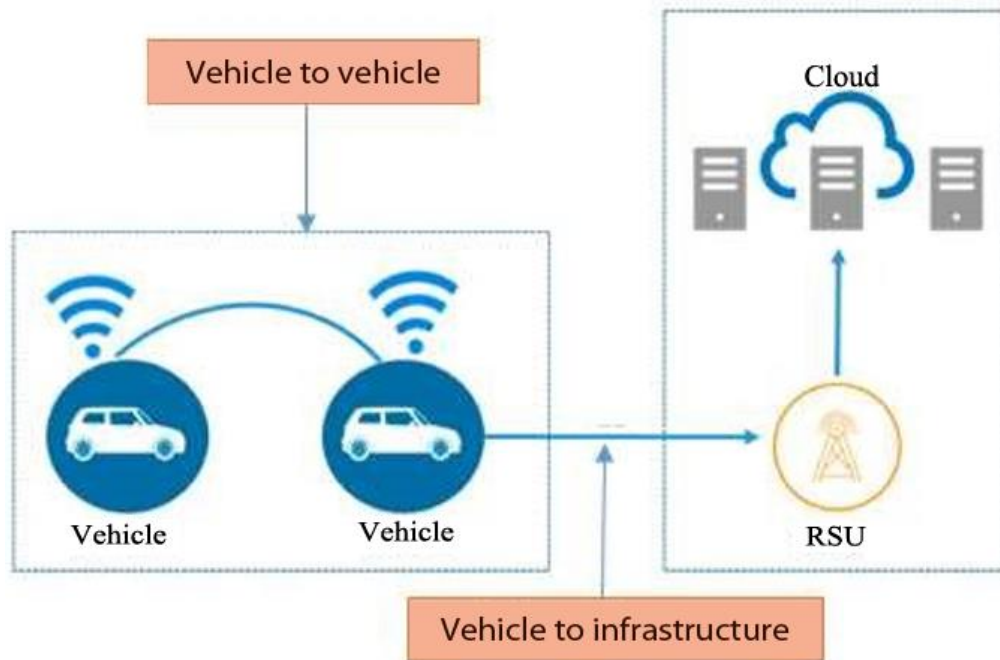 Vehicle to vehicle
Cloud
Vehicle
Vehicle
RSU
Vehicle to infrastructure